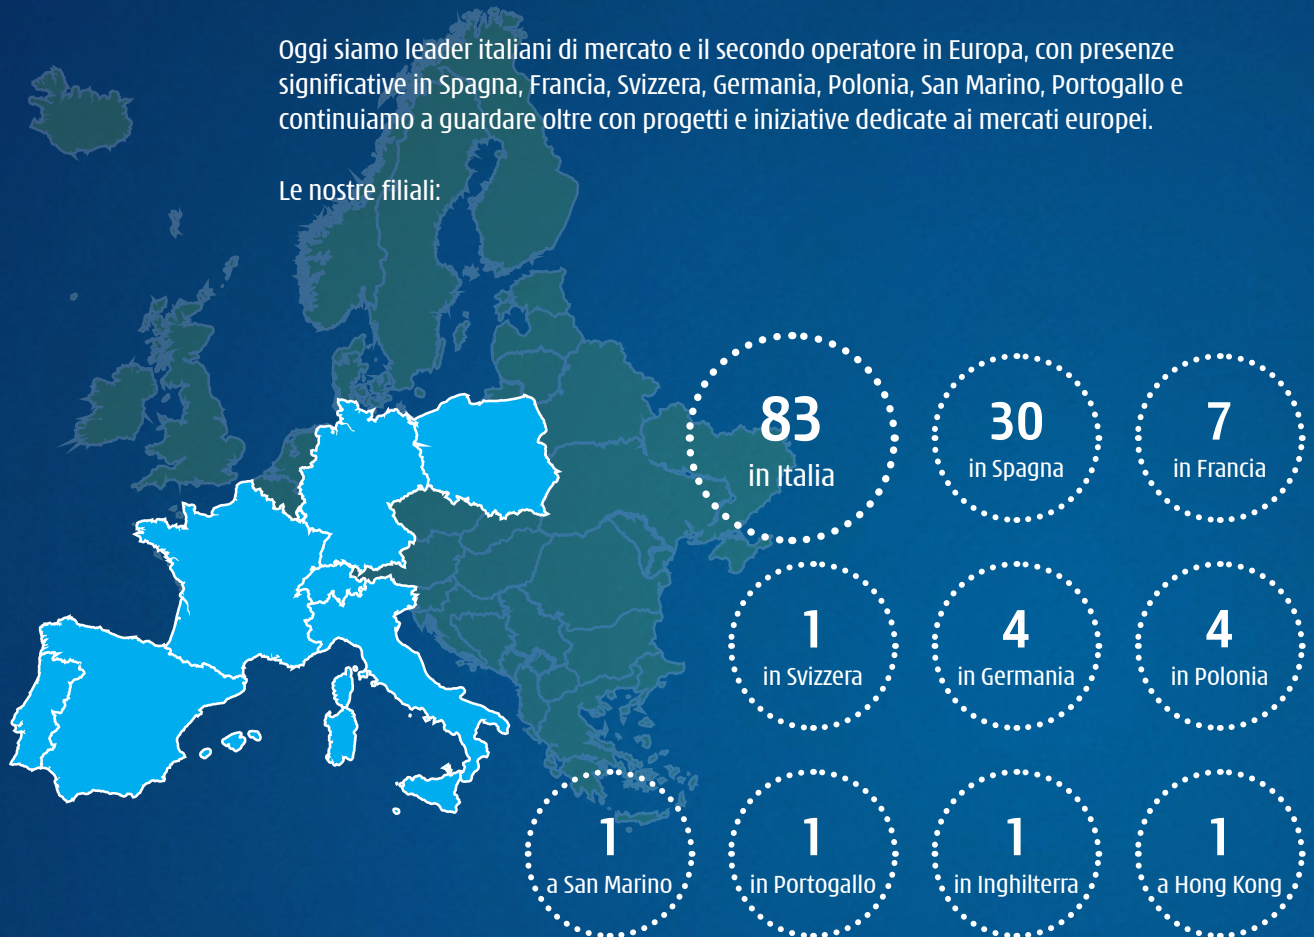 Oggi siamo leader italiani di mercato e il secondo operatore in Europa, con presenze
significative in Spagna, Francia, Svizzera, Germania, Polonia, San Marino, Portogallo e
continuiamo a guardare oltre con progetti e iniziative dedicate ai mercati europei.
Le nostre filiali:
83
in Italia
30
in Spagna
7
in Francia
1
in Svizzera
4
in Germania
4
in Polonia
1
a San Marino
1
in Portogallo
1
in Inghilterra
1
a Hong Kong